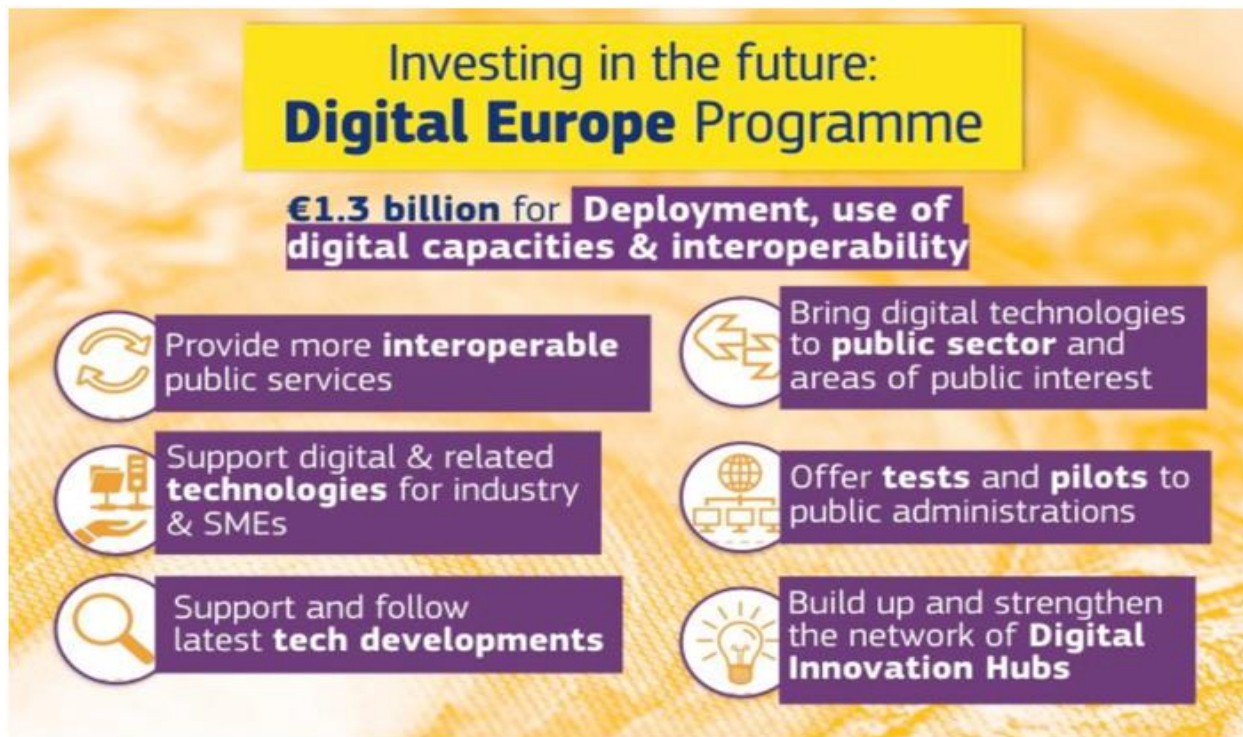 Investing in the future:
Digital Europe Programme
€1.3 billion for Deployment, use of
digital capacities & interoperability
Provide more interoperable
public services
Support digital & related
technologies for industry
& SMEs
Support and follow
latest tech developments
Bring digital technologies
to public sector and
areas of public interest
Offer tests and pilots to
public administrations
Build up and strengthen
the network of Digital
Innovation Hubs